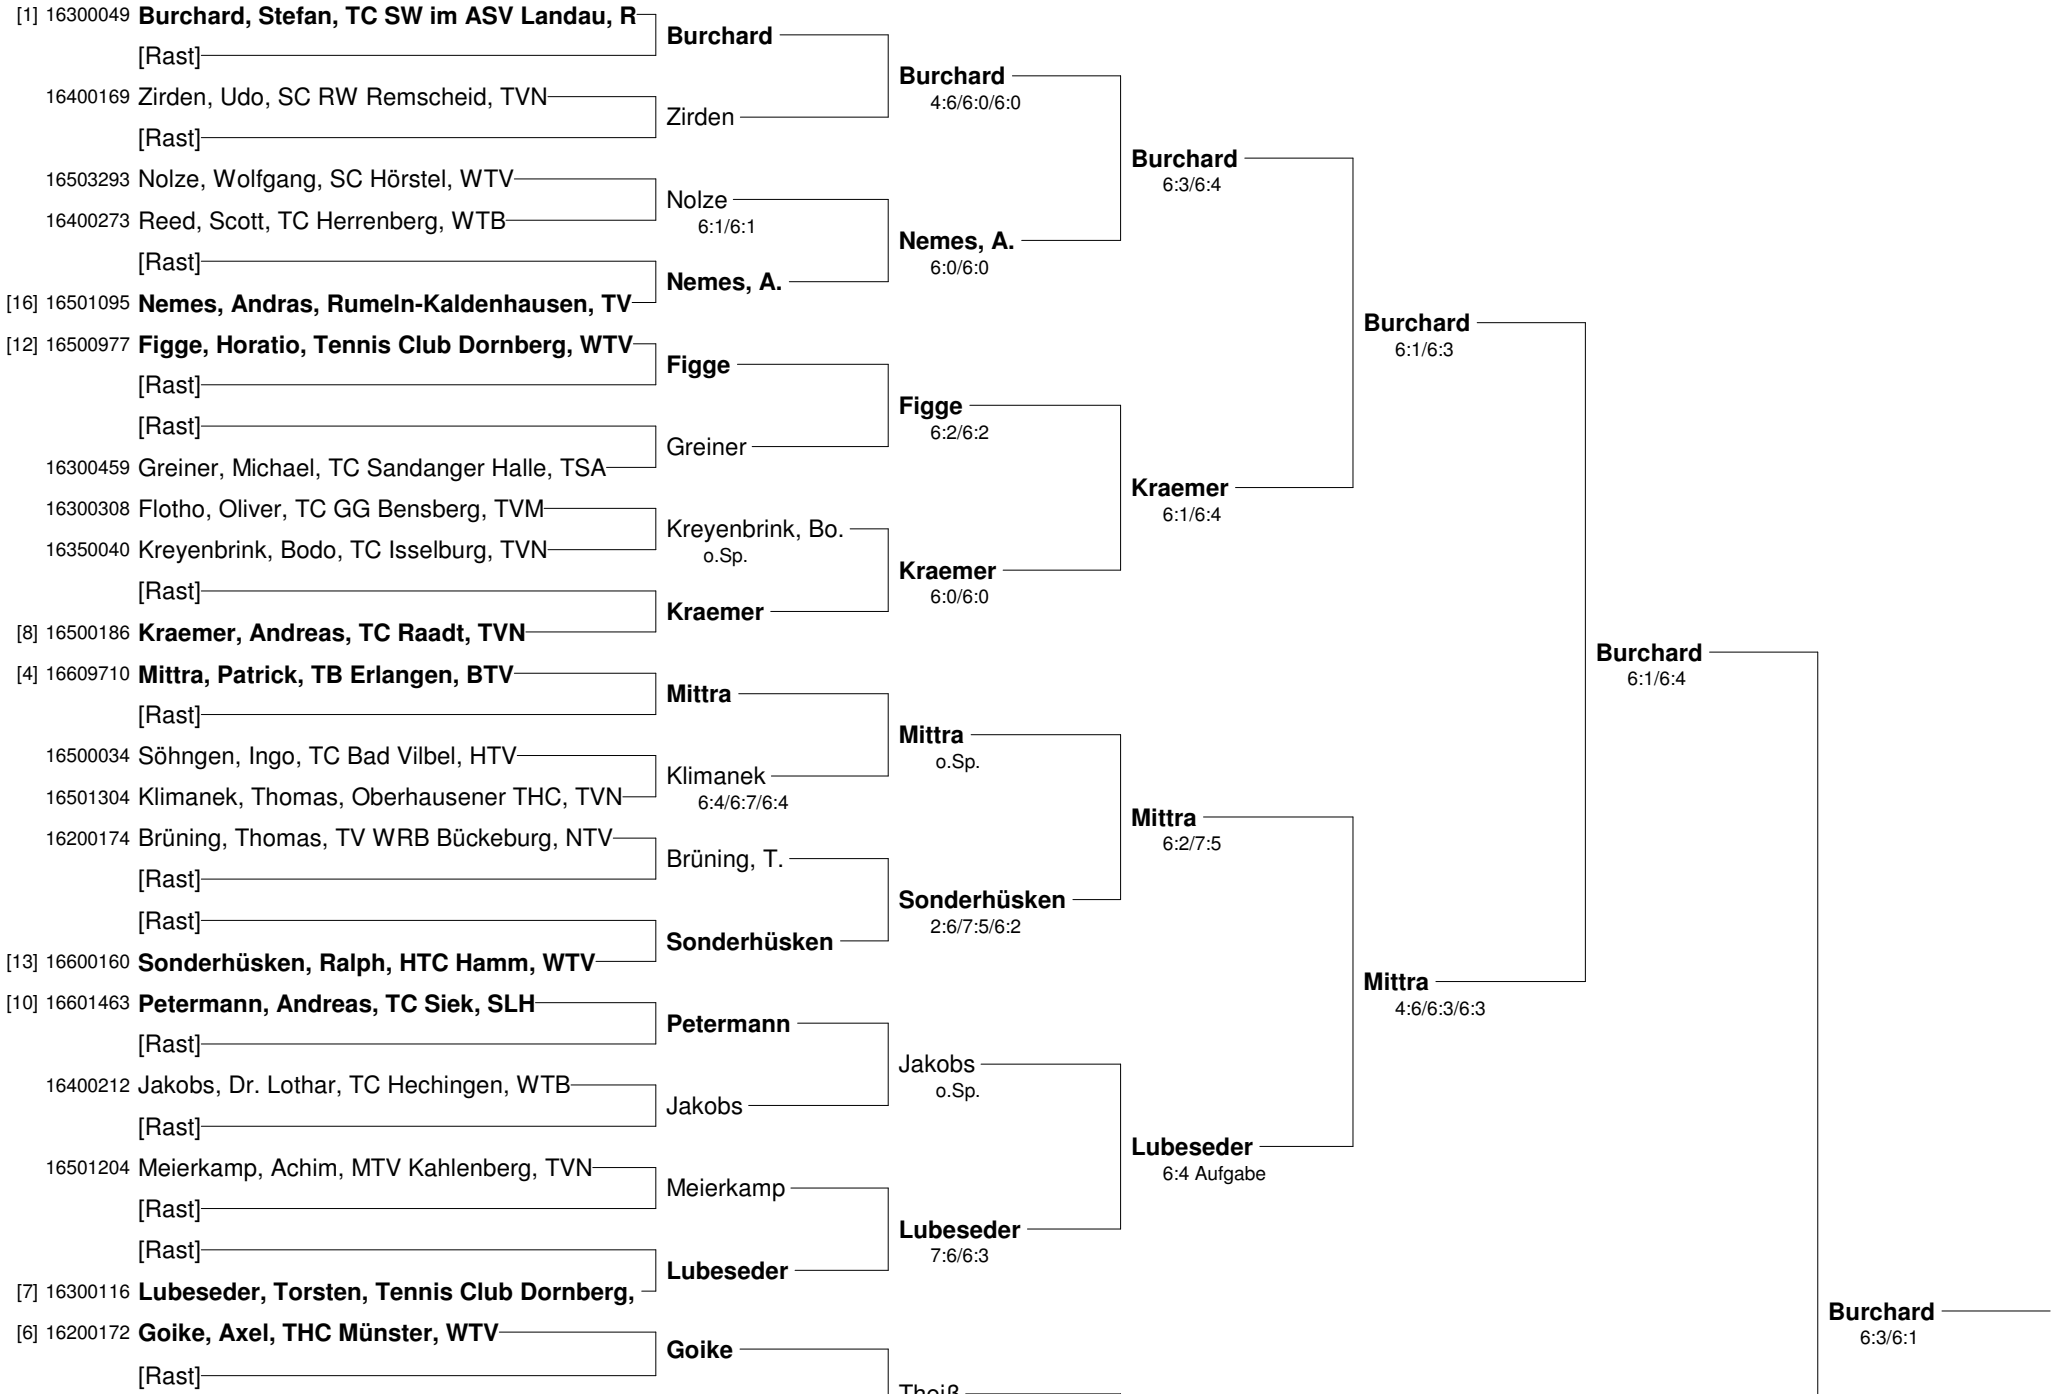 [1] 16300049 Burchard, Stefan, TC SW im ASV Landau, R
Burchard
[Rast]
Burchard
4:6/6:0/6:0
16400169 Zirden, Udo, SC RW Remscheid, TVN
Zirden
[Rast]
Burchard
6:3/6:4
16503293 Nolze, Wolfgang, SC Hörstel, WTV
Nolze
6:1/6:1
16400273 Reed, Scott, TC Herrenberg, WTB
Nemes, A.
6:0/6:0
[Rast]
Nemes, A.
[16] 16501095 Nemes, Andras, Rumeln-Kaldenhausen, TV
Burchard
6:1/6:3
[12] 16500977 Figge, Horatio, Tennis Club Dornberg, WTV
Figge
[Rast]
Figge
6:2/6:2
[Rast]
Greiner
16300459 Greiner, Michael, TC Sandanger Halle, TSA
Kraemer
6:1/6:4
16300308 Flotho, Oliver, TC GG Bensberg, TVM
Kreyenbrink, Bo.
o.Sp.
16350040 Kreyenbrink, Bodo, TC Isselburg, TVN
Kraemer
6:0/6:0
[Rast]
Kraemer
[8] 16500186 Kraemer, Andreas, TC Raadt, TVN
Burchard
6:1/6:4
[4] 16609710 Mittra, Patrick, TB Erlangen, BTV
Mittra
[Rast]
Mittra
o.Sp.
16500034 Söhngen, Ingo, TC Bad Vilbel, HTV
Klimanek
6:4/6:7/6:4
16501304 Klimanek, Thomas, Oberhausener THC, TVN
Mittra
6:2/7:5
16200174 Brüning, Thomas, TV WRB Bückeburg, NTV
Brüning, T.
[Rast]
Sonderhüsken
2:6/7:5/6:2
[Rast]
Sonderhüsken
[13] 16600160 Sonderhüsken, Ralph, HTC Hamm, WTV
Mittra
4:6/6:3/6:3
[10] 16601463 Petermann, Andreas, TC Siek, SLH
Petermann
[Rast]
Jakobs
o.Sp.
16400212 Jakobs, Dr. Lothar, TC Hechingen, WTB
Jakobs
[Rast]
Lubeseder
6:4 Aufgabe
16501204 Meierkamp, Achim, MTV Kahlenberg, TVN
Meierkamp
[Rast]
Lubeseder
7:6/6:3
[Rast]
Lubeseder
[7] 16300116 Lubeseder, Torsten, Tennis Club Dornberg,
Burchard
6:3/6:1
[6] 16200172 Goike, Axel, THC Münster, WTV
Goike
[Rast]